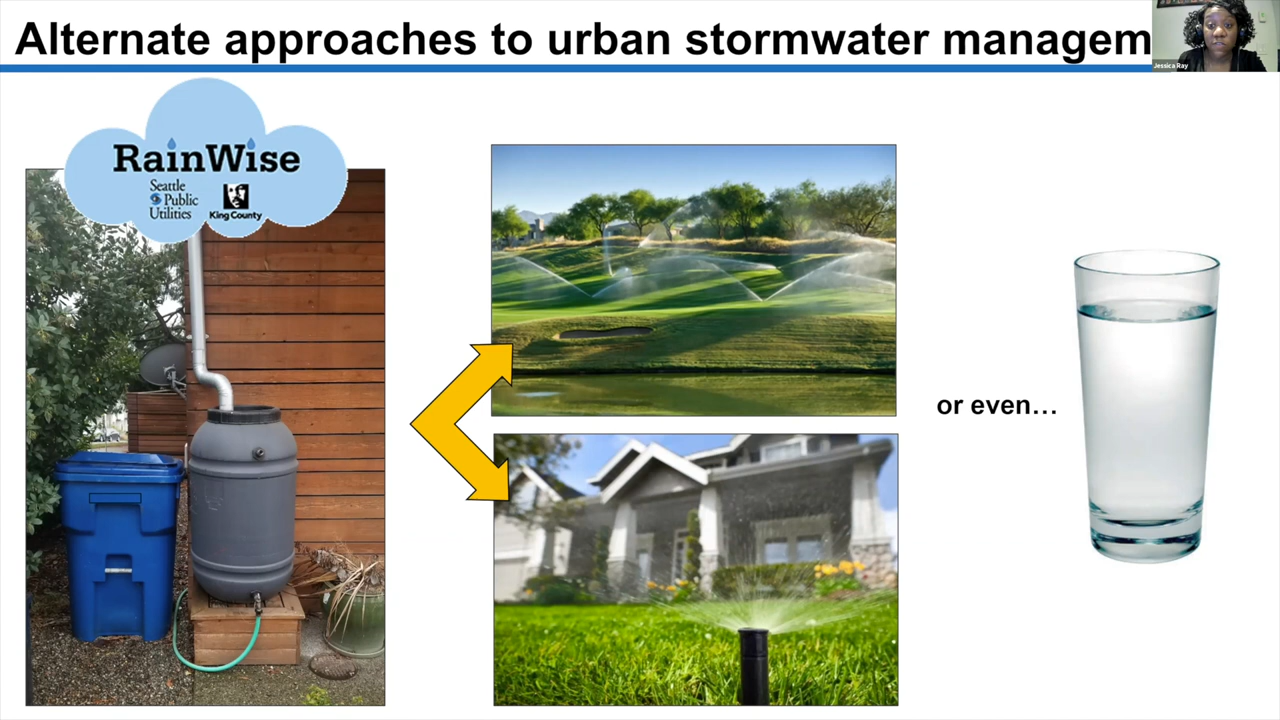 Alternate approaches to urban stormwater managem
Jessica Ray
RainWise
Seattle
Public
Utilities
King County
or even...